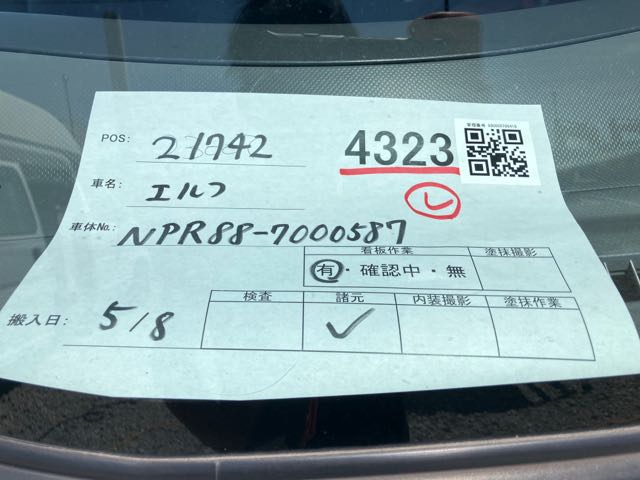 POS: 21942
4323
車名: エルフ
レ
車体No.: NPR88-7000587
看板作業 塗抹撮影
有・確認中・無
検査 諸元 内装撮影 塗抹作業
搬入日: 5/8 ✓